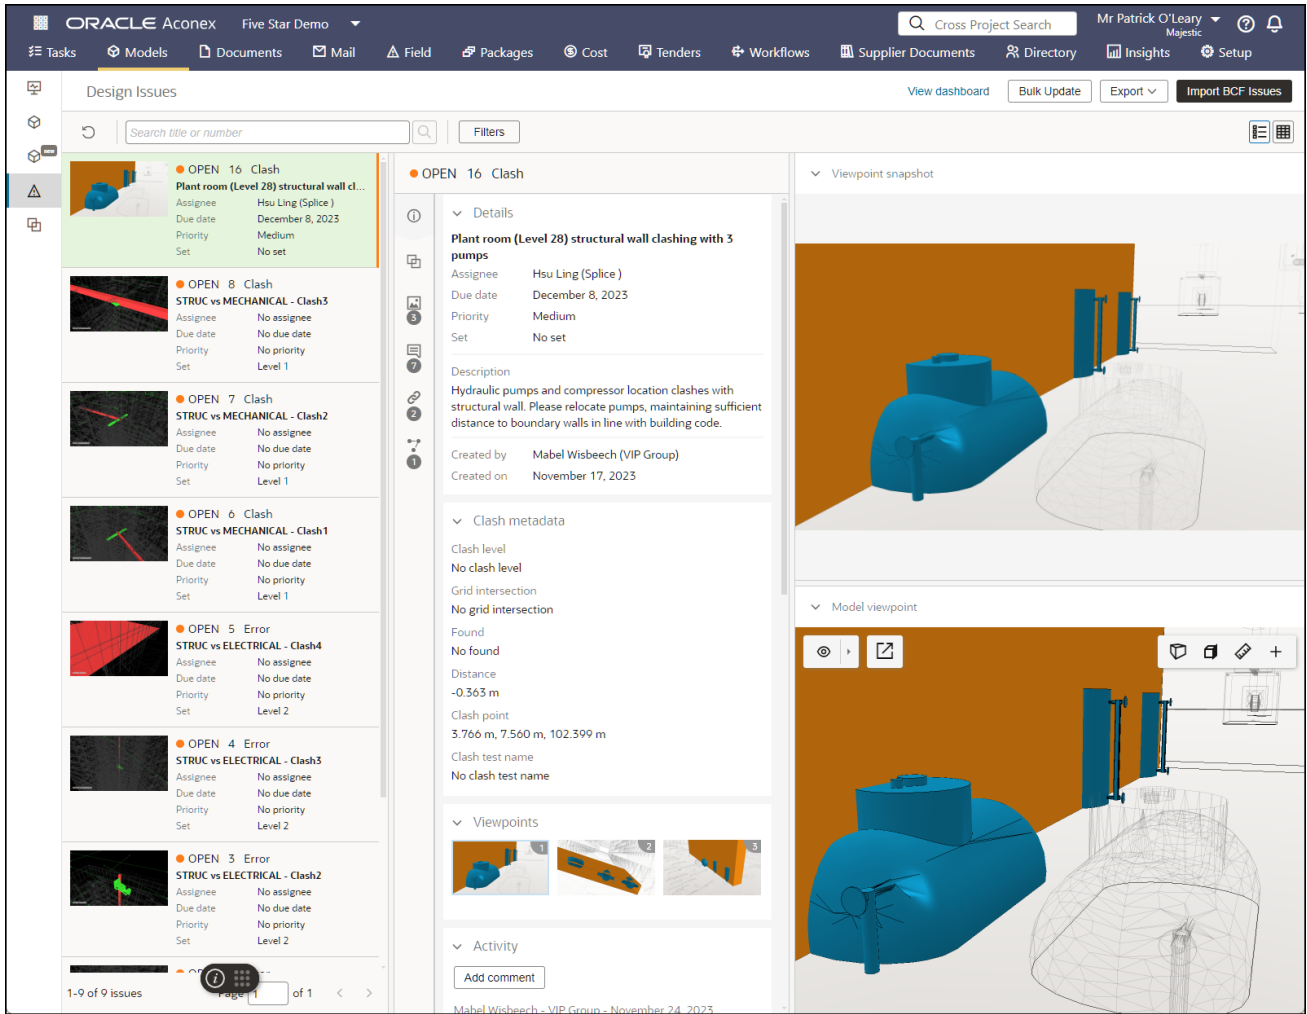 ORACLE Aconex
Five Star Demo
Cross Project Search
Mr Patrick O'Leary
Majestic
Tasks
Models
Documents
Mail
Field
Packages
Cost
Tenders
Workflows
Supplier Documents
Directory
Insights
Setup
Design Issues
View dashboard
Bulk Update
Export
Import BCF Issues
new
Search title or number
Filters
OPEN 16 Clash
Plant room (Level 28) structural wall cl...
Assignee Hsu Ling (Splice )
Due date December 8, 2023
Priority Medium
Set No set
OPEN 8 Clash
STRUC vs MECHANICAL - Clash3
Assignee No assignee
Due date No due date
Priority No priority
Set Level 1
OPEN 7 Clash
STRUC vs MECHANICAL - Clash2
Assignee No assignee
Due date No due date
Priority No priority
Set Level 1
OPEN 6 Clash
STRUC vs MECHANICAL - Clash1
Assignee No assignee
Due date No due date
Priority No priority
Set Level 1
OPEN 5 Error
STRUC vs ELECTRICAL - Clash4
Assignee No assignee
Due date No due date
Priority No priority
Set Level 2
OPEN 4 Error
STRUC vs ELECTRICAL - Clash3
Assignee No assignee
Due date No due date
Priority No priority
Set Level 2
OPEN 3 Error
STRUC vs ELECTRICAL - Clash2
Assignee No assignee
Due date No due date
Priority No priority
Set Level 2
1-9 of 9 issues
Page 1 of 1
OPEN 16 Clash
3
7
2
1
Details
Plant room (Level 28) structural wall clashing with 3
pumps
Assignee Hsu Ling (Splice )
Due date December 8, 2023
Priority Medium
Set No set
Description
Hydraulic pumps and compressor location clashes with
structural wall. Please relocate pumps, maintaining sufficient
distance to boundary walls in line with building code.
Created by Mabel Wisbeech (VIP Group)
Created on November 17, 2023
Clash metadata
Clash level
No clash level
Grid intersection
No grid intersection
Found
No found
Distance
-0.363 m
Clash point
3.766 m, 7.560 m, 102.399 m
Clash test name
No clash test name
Viewpoints
1
2
3
Activity
Add comment
Mabel Wisbeech - VIP Group - November 24, 2023
Viewpoint snapshot
Model viewpoint